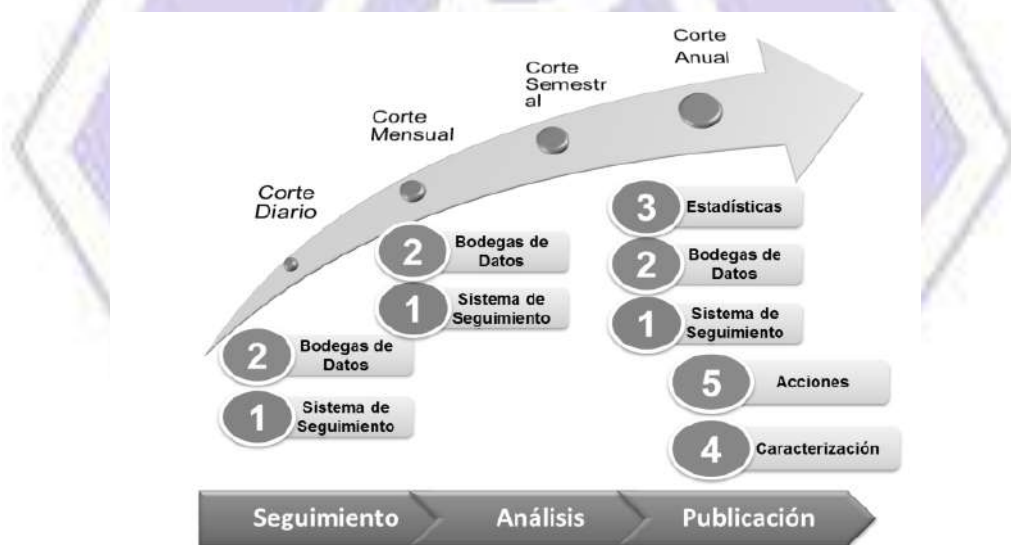 Corte
Anual
Corte
Semestr
al
Corte
Mensual
Corte
Diario
3
Estadísticas
2
Bodegas de
Datos
1
Sistema de
Seguimiento
2
Bodegas de
Datos
1
Sistema de
Seguimiento
2
Bodegas de
Datos
1
Sistema de
Seguimiento
5
Acciones
4
Caracterización
Seguimiento
Análisis
Publicación